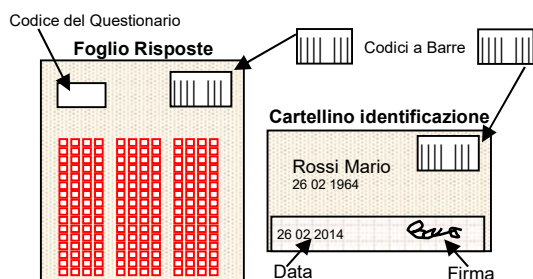 Codice del Questionario
Foglio Risposte
Codici a Barre
Cartellino identificazione
Rossi Mario
26 02 1964
26 02 2014
Data
Firma